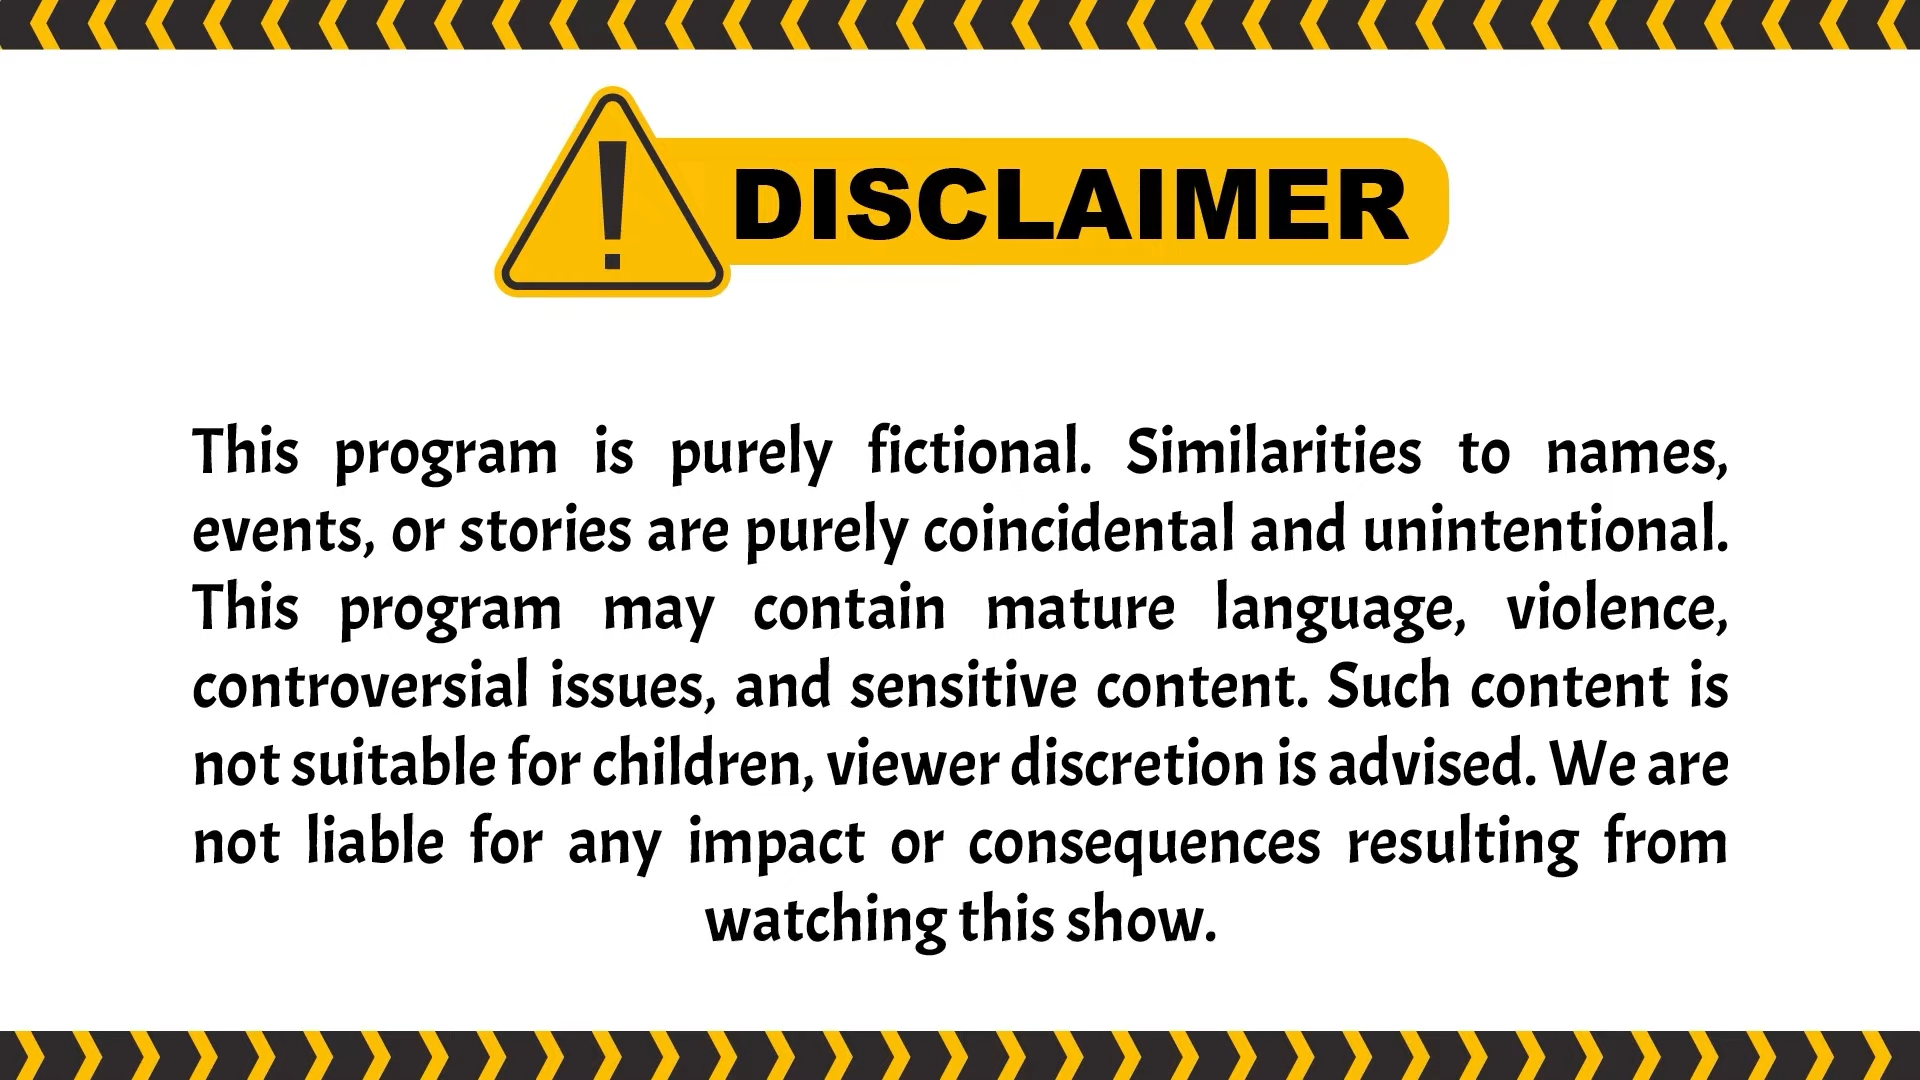 DISCLAIMER
This program is purely fictional. Similarities to names,
events, or stories are purely coincidental and unintentional.
This program may contain mature language, violence,
controversial issues, and sensitive content. Such content is
not suitable for children, viewer discretion is advised. We are
not liable for any impact or consequences resulting from
watching this show.